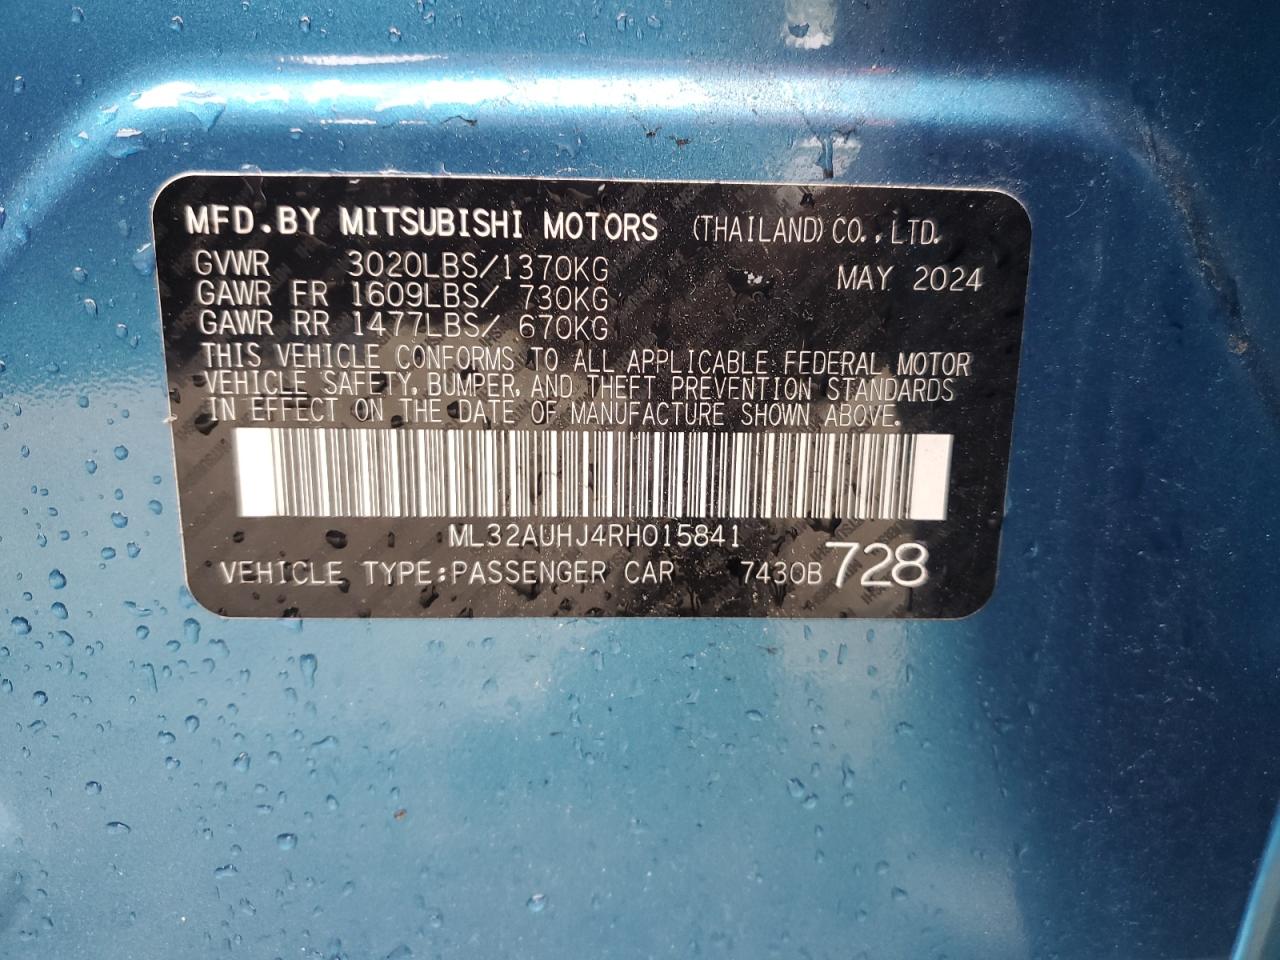 MFD.BY MITSUBISHI MOTORS (THAILAND) CO.,LTD.
GVWR 3020LBS/1370KG MAY 2024
GAWR FR 1609LBS/ 730KG
GAWR RR 1477LBS/ 670KG
THIS VEHICLE CONFORMS TO ALL APPLICABLE FEDERAL MOTOR
VEHICLE SAFETY, BUMPER, AND THEFT PREVENTION STANDARDS
IN EFFECT ON THE DATE OF MANUFACTURE SHOWN ABOVE.
ML32AUHJ4RH015841
VEHICLE TYPE:PASSENGER CAR 7430B 728